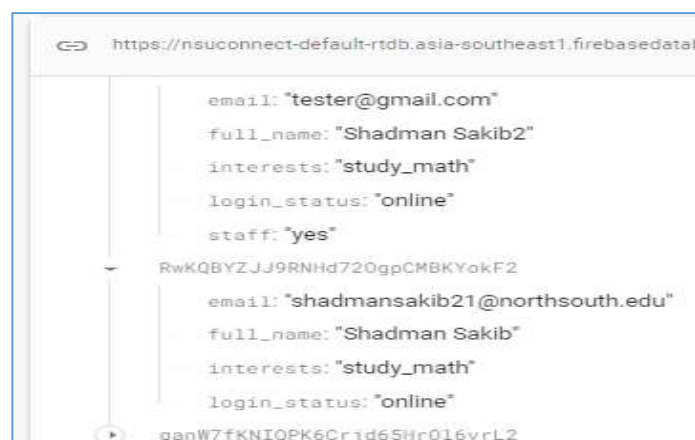 https://nsuconnect-default-rtdb.asia-southeast1.firebasedatab
email: "tester@gmail.com"
full_name: "Shadman Sakib2"
interests: "study_math"
login_status: "online"
staff: "yes"
RwKQBYZJJ9RNHd720gpCMBKYokF2
email: "shadmansakib21@northsouth.edu"
full_name: "Shadman Sakib"
interests: "study_math"
login_status: "online"